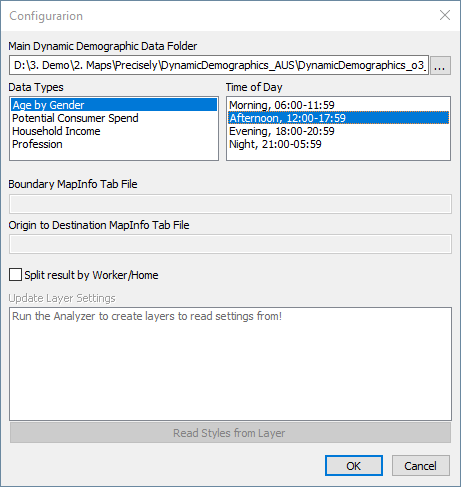 Configurarion
Main Dynamic Demographic Data Folder
D:\3. Demo\2. Maps\Precisely\DynamicDemographics_AUS\DynamicDemographics_o3_ ...
Data Types
Age by Gender
Potential Consumer Spend
Household Income
Profession
Time of Day
Morning, 06:00-11:59
Afternoon, 12:00-17:59
Evening, 18:00-20:59
Night, 21:00-05:59
Boundary MapInfo Tab File
Origin to Destination MapInfo Tab File
Split result by Worker/Home
Update Layer Settings
Run the Analyzer to create layers to read settings from!
Read Styles from Layer
OK
Cancel